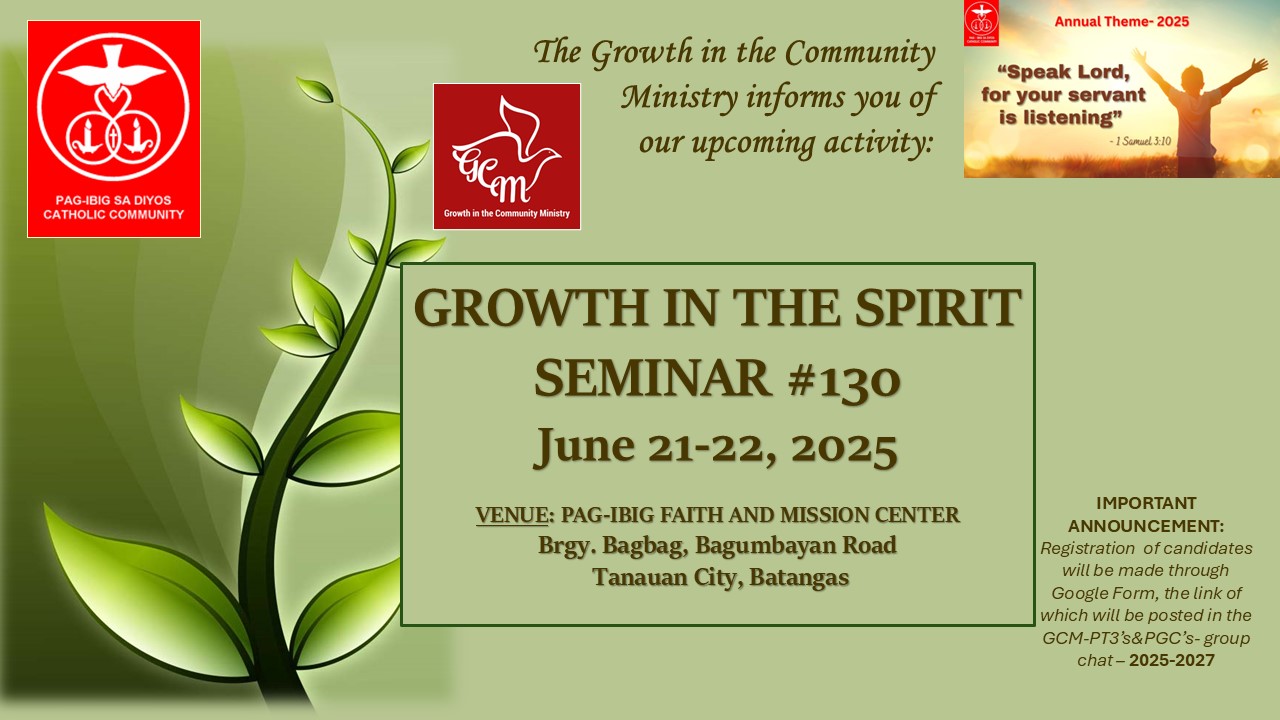 PAG-IBIG SA DIYOS
CATHOLIC COMMUNITY
GCM
Growth in the Community Ministry
The Growth in the Community
Ministry informs you of
our upcoming activity:
Annual Theme- 2025
“Speak Lord,
for your servant
is listening”
- 1 Samuel 3:10
GROWTH IN THE SPIRIT
SEMINAR #130
June 21-22, 2025
VENUE: PAG-IBIG FAITH AND MISSION CENTER
Brgy. Bagbag, Bagumbayan Road
Tanauan City, Batangas
IMPORTANT
ANNOUNCEMENT:
Registration of candidates
will be made through
Google Form, the link of
which will be posted in the
GCM-PT3’s&PGC’s- group
chat – 2025-2027